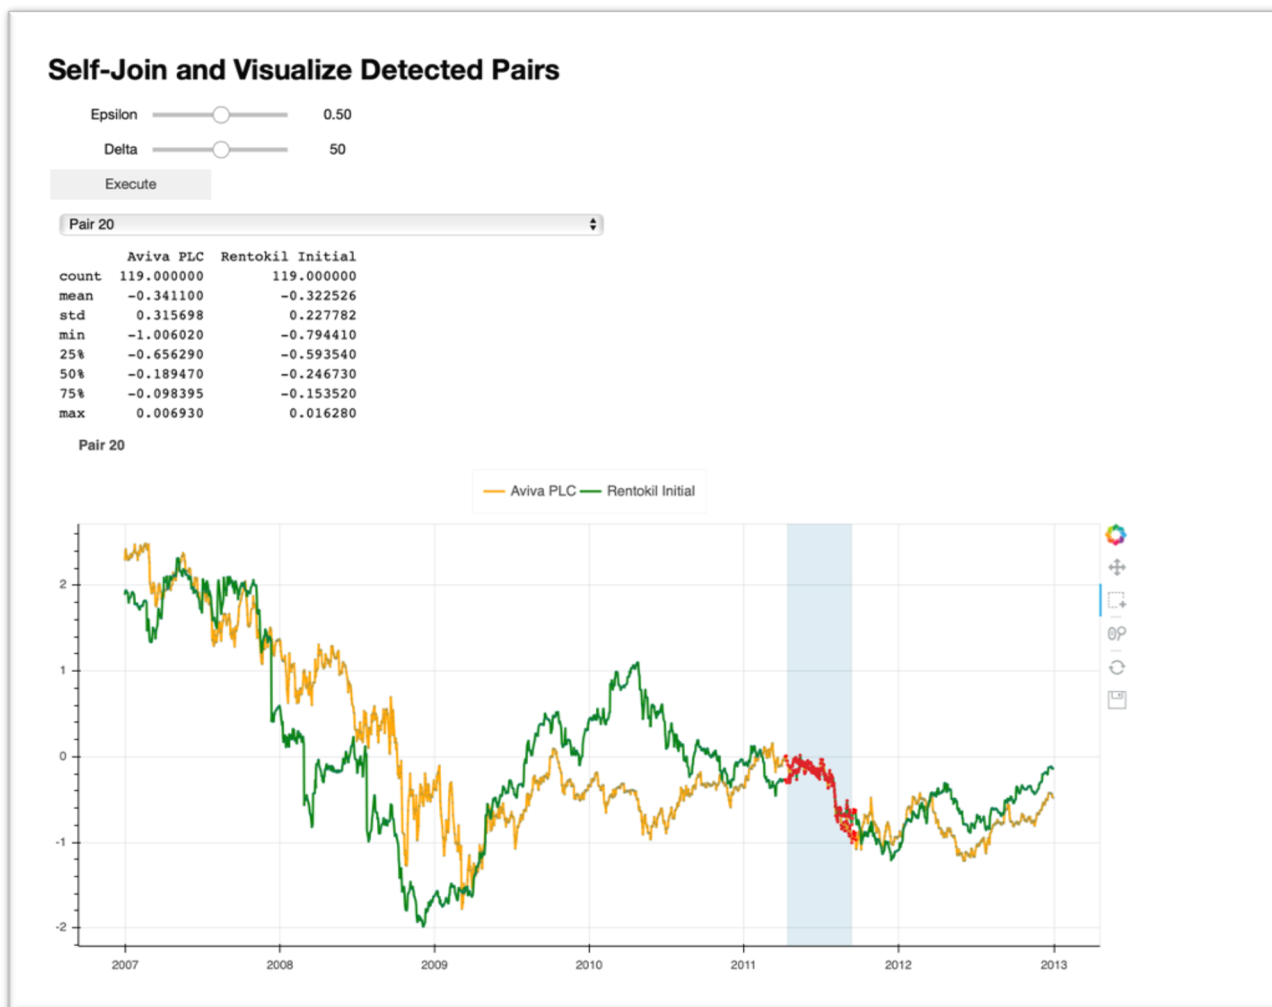 Self-Join and Visualize Detected Pairs
Epsilon 0.50
Delta 50
Execute
Pair 20
Aviva PLC Rentokil Initial
count 119.000000 119.000000
mean -0.341100 -0.322526
std 0.315698 0.227782
min -1.006020 -0.794410
25% -0.656290 -0.593540
50% -0.189470 -0.246730
75% -0.098395 -0.153520
max 0.006930 0.016280
Pair 20
Aviva PLC Rentokil Initial
2
1
0
-1
-2
2007 2008 2009 2010 2011 2012 2013